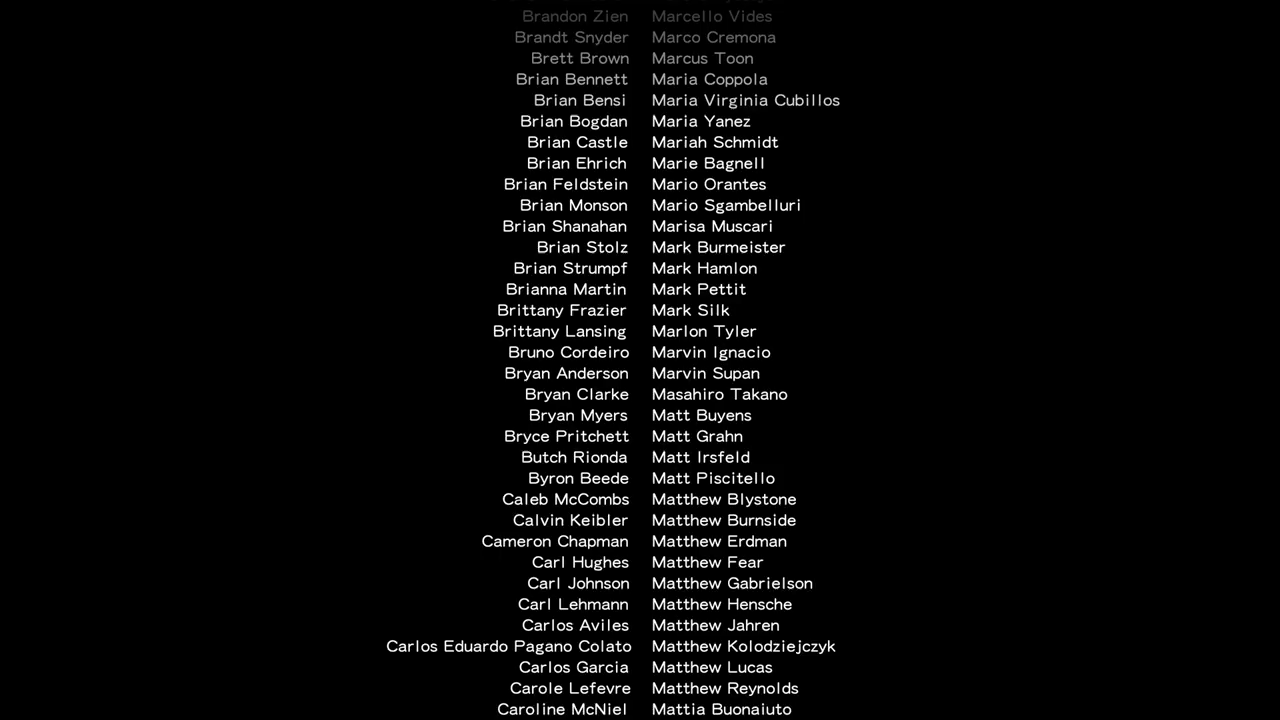 Brandon Zien Marcello Vides
Brandt Snyder Marco Cremona
Brett Brown Marcus Toon
Brian Bennett Maria Coppola
Brian Bensi Maria Virginia Cubillos
Brian Bogdan Maria Yanez
Brian Castle Mariah Schmidt
Brian Ehrich Marie Bagnell
Brian Feldstein Mario Orantes
Brian Monson Mario Sgambelluri
Brian Shanahan Marisa Muscari
Brian Stolz Mark Burmeister
Brian Strumpf Mark Hamlon
Brianna Martin Mark Pettit
Brittany Frazier Mark Silk
Brittany Lansing Marlon Tyler
Bruno Cordeiro Marvin Ignacio
Bryan Anderson Marvin Supan
Bryan Clarke Masahiro Takano
Bryan Myers Matt Buyens
Bryce Pritchett Matt Grahn
Butch Rionda Matt Irsfeld
Byron Beede Matt Piscitello
Caleb McCombs Matthew Blystone
Calvin Keibler Matthew Burnside
Cameron Chapman Matthew Erdman
Carl Hughes Matthew Fear
Carl Johnson Matthew Gabrielson
Carl Lehmann Matthew Hensche
Carlos Aviles Matthew Jahren
Carlos Eduardo Pagano Colato Matthew Kolodziejczyk
Carlos Garcia Matthew Lucas
Carole Lefevre Matthew Reynolds
Caroline McNiel Mattia Buonaiuto